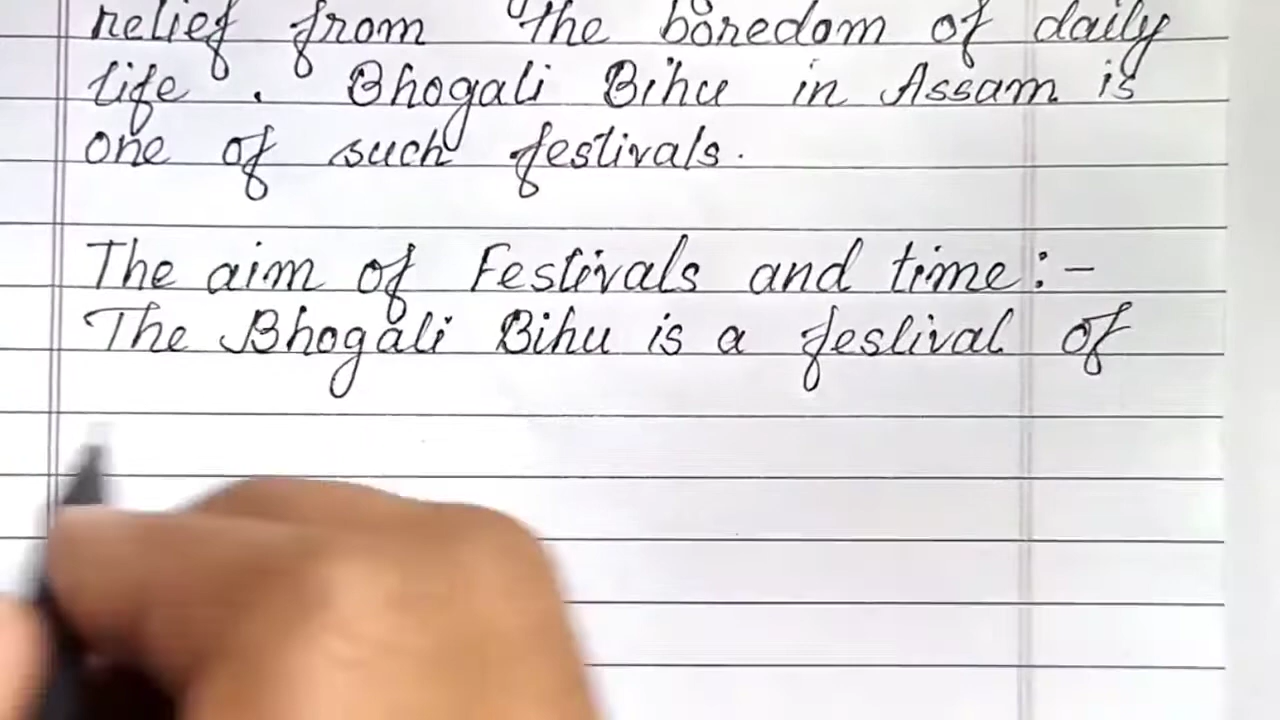 relief from the boredom of daily
life . Bhogali Bihu in Assam is
one of such festivals.
The aim of Festivals and time:-
The Bhogali Bihu is a festival of